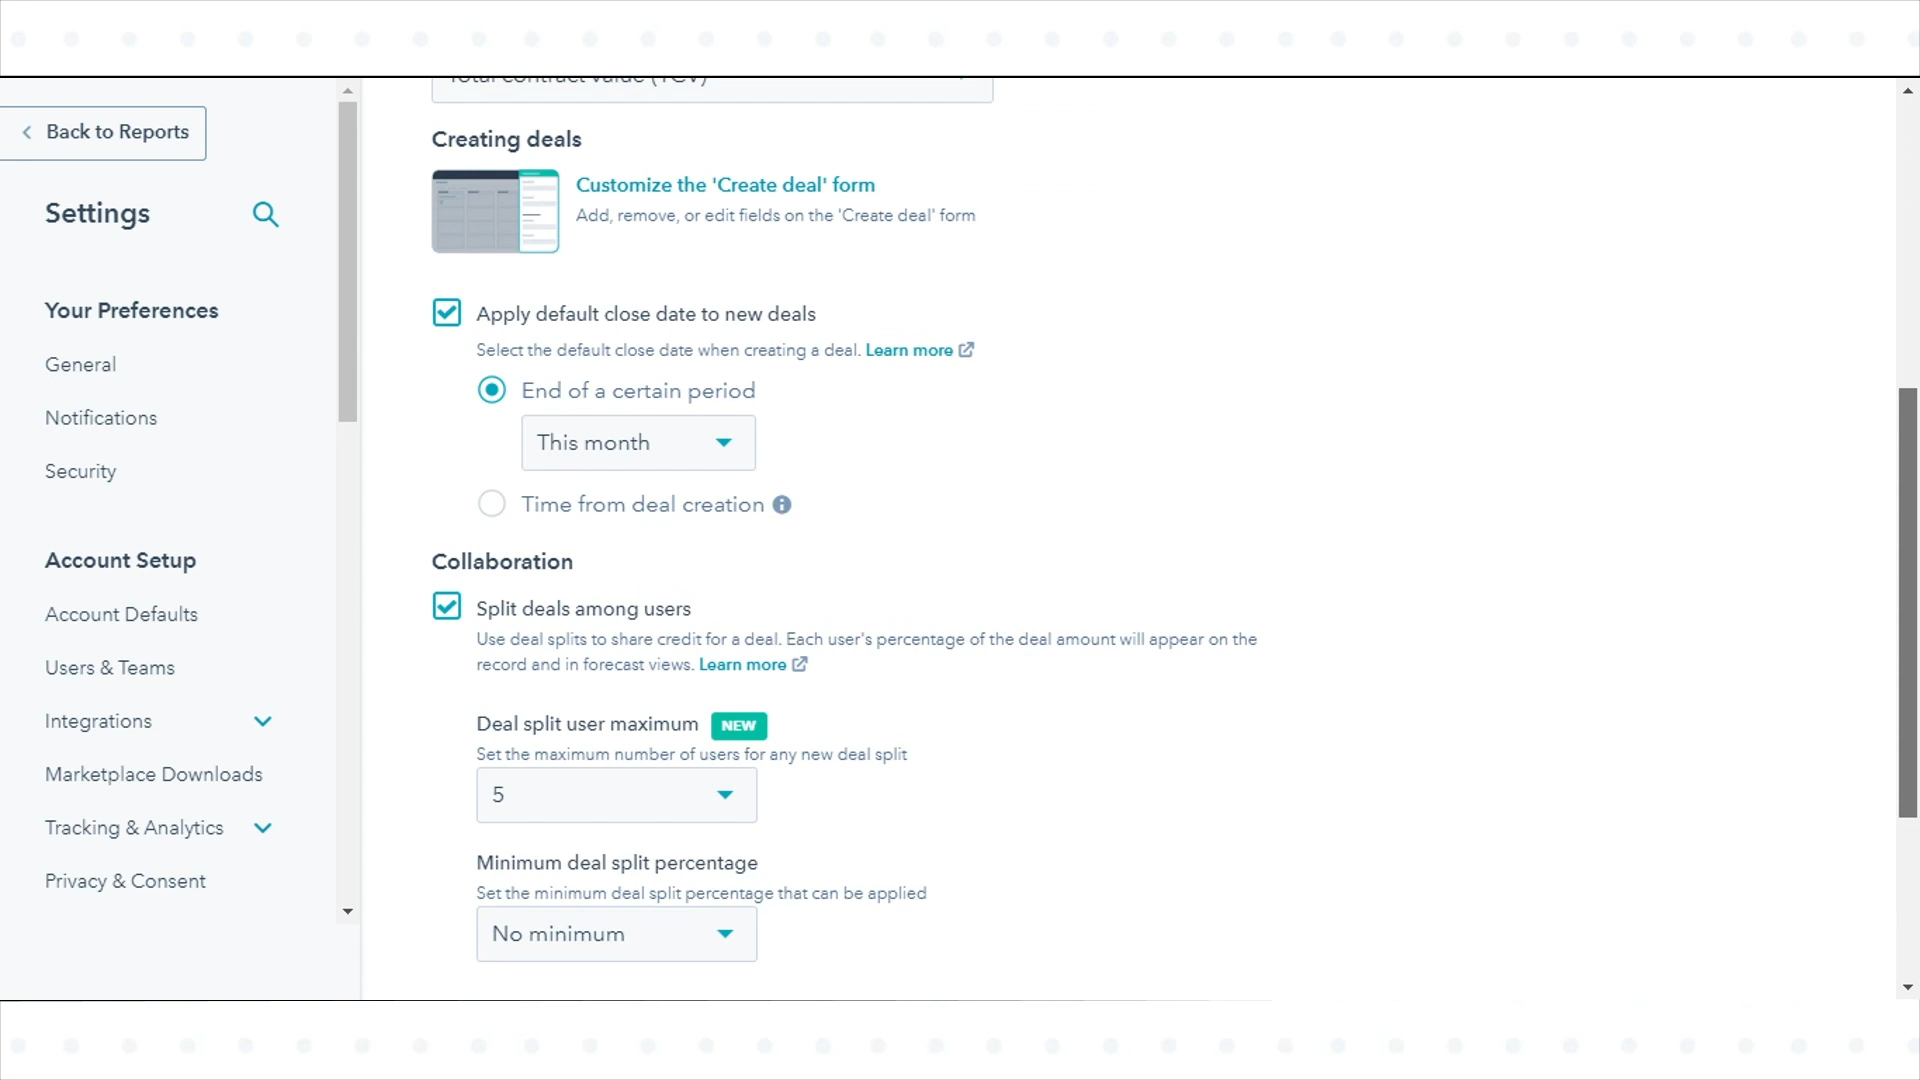 Total contract value (TCV)
Back to Reports
Settings
Your Preferences
General
Notifications
Security
Account Setup
Account Defaults
Users & Teams
Integrations
Marketplace Downloads
Tracking & Analytics
Privacy & Consent
Creating deals
Customize the 'Create deal' form
Add, remove, or edit fields on the 'Create deal' form
Apply default close date to new deals
Select the default close date when creating a deal. Learn more
End of a certain period
This month
Time from deal creation
Collaboration
Split deals among users
Use deal splits to share credit for a deal. Each user's percentage of the deal amount will appear on the
record and in forecast views. Learn more
Deal split user maximum NEW
Set the maximum number of users for any new deal split
5
Minimum deal split percentage
Set the minimum deal split percentage that can be applied
No minimum